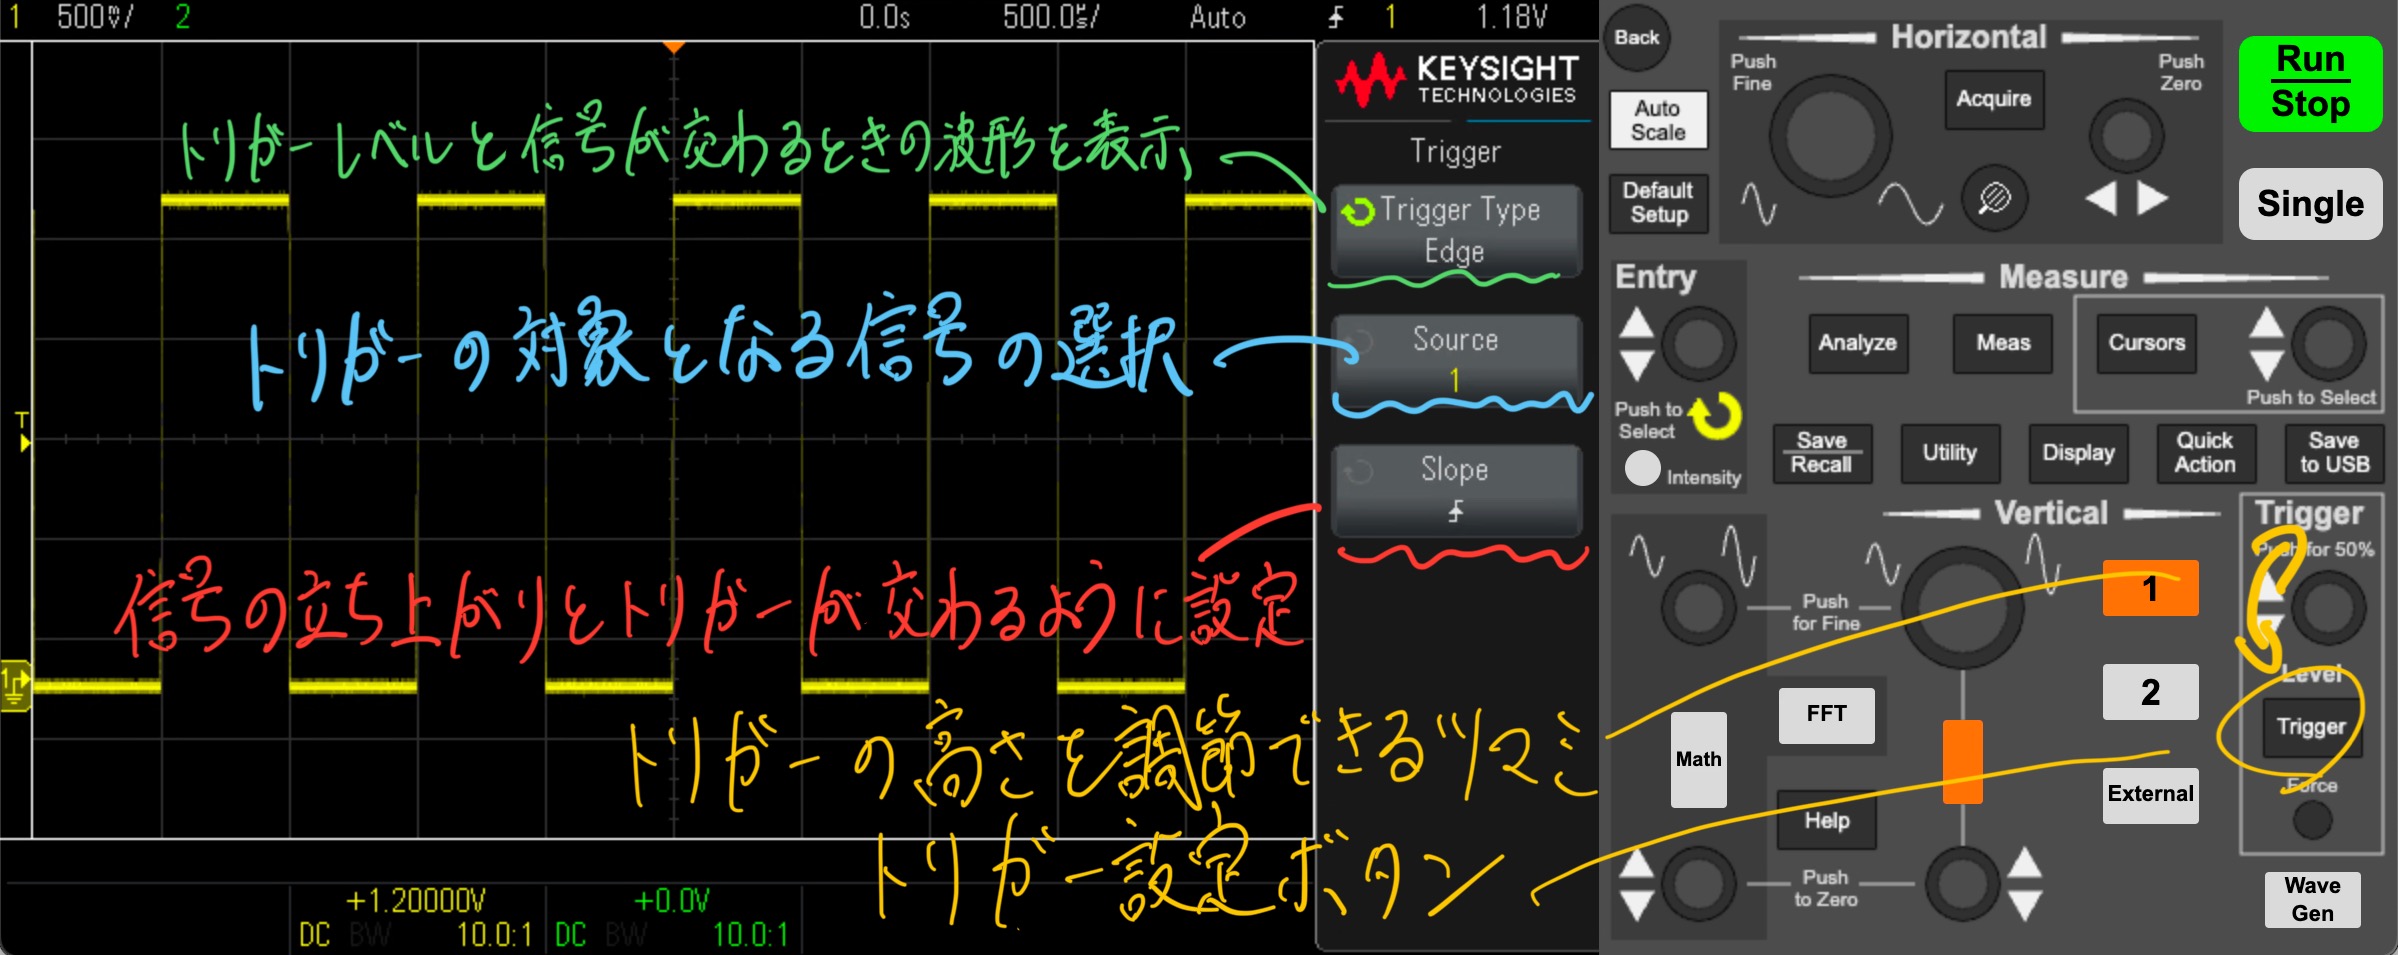 1 500mV/ 2 0.0s 500.0us/ Auto 1 1.18V
KEYSIGHT
TECHNOLOGIES
Trigger
Trigger Type
Edge
Source
1
Slope
トリガーレベルと信号が交わるときの波形を表示
トリガーの対象となる信号の選択
信号の立ち上がりとトリガーが交わるように設定
トリガーの高さを調節できるツマミ
トリガー設定ボタン
T
1
+1.20000V
DC BW 10.0:1
+0.0V
DC BW 10.0:1
Back
Auto
Scale
Default
Setup
Horizontal
Push
Fine
Acquire
Push
Zero
Run
Stop
Single
Entry
Push to
Select
Intensity
Measure
Analyze
Meas
Cursors
Push to Select
Save
Recall
Utility
Display
Quick
Action
Save
to USB
Vertical
Push
for Fine
1
2
External
Math
FFT
Help
Push
to Zero
Trigger
Push for 50%
Level
Trigger
Force
Wave
Gen